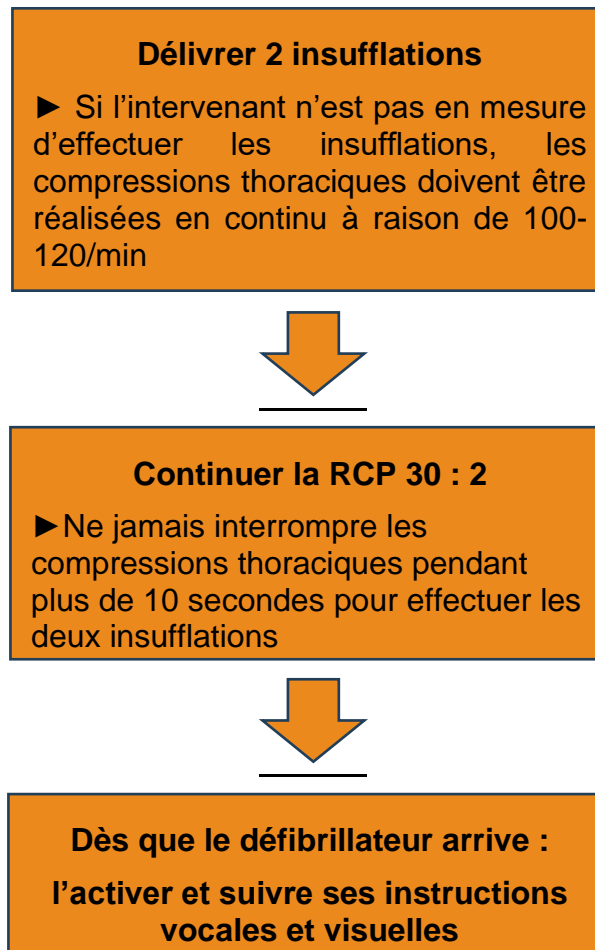 Délivrer 2 insufflations
► Si l’intervenant n’est pas en mesure
d’effectuer les insufflations, les
compressions thoraciques doivent être
réalisées en continu à raison de 100-
120/min
Continuer la RCP 30 : 2
►Ne jamais interrompre les
compressions thoraciques pendant
plus de 10 secondes pour effectuer les
deux insufflations
Dès que le défibrillateur arrive :
l’activer et suivre ses instructions
vocales et visuelles